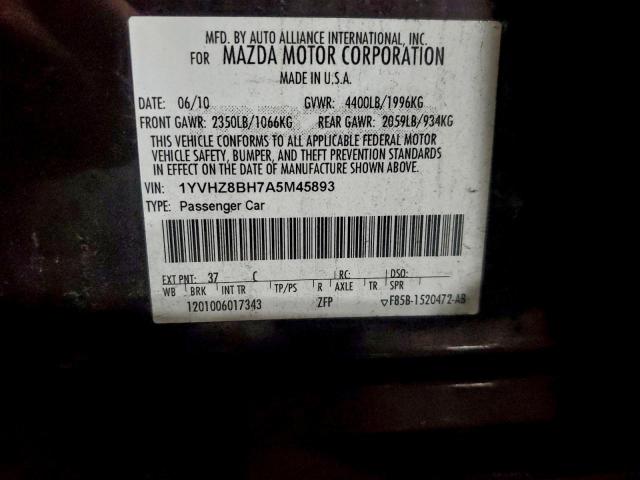 MFD. BY AUTO ALLIANCE INTERNATIONAL, INC.
FOR MAZDA MOTOR CORPORATION
MADE IN U.S.A.
DATE: 06/10 GVWR: 4400LB/1996KG
FRONT GAWR: 2350LB/1066KG REAR GAWR: 2059LB/934KG
THIS VEHICLE CONFORMS TO ALL APPLICABLE FEDERAL MOTOR
VEHICLE SAFETY, BUMPER, AND THEFT PREVENTION STANDARDS
IN EFFECT ON THE DATE OF MANUFACTURE SHOWN ABOVE.
VIN: 1YVHZ8BH7A5M45893
TYPE: Passenger Car
EXT PNT: 37 C RC: DSO:
WB BRK INT TR TP/PS R AXLE TR SPR
1201006017343 ZFP ▽F85B-1520472-AB